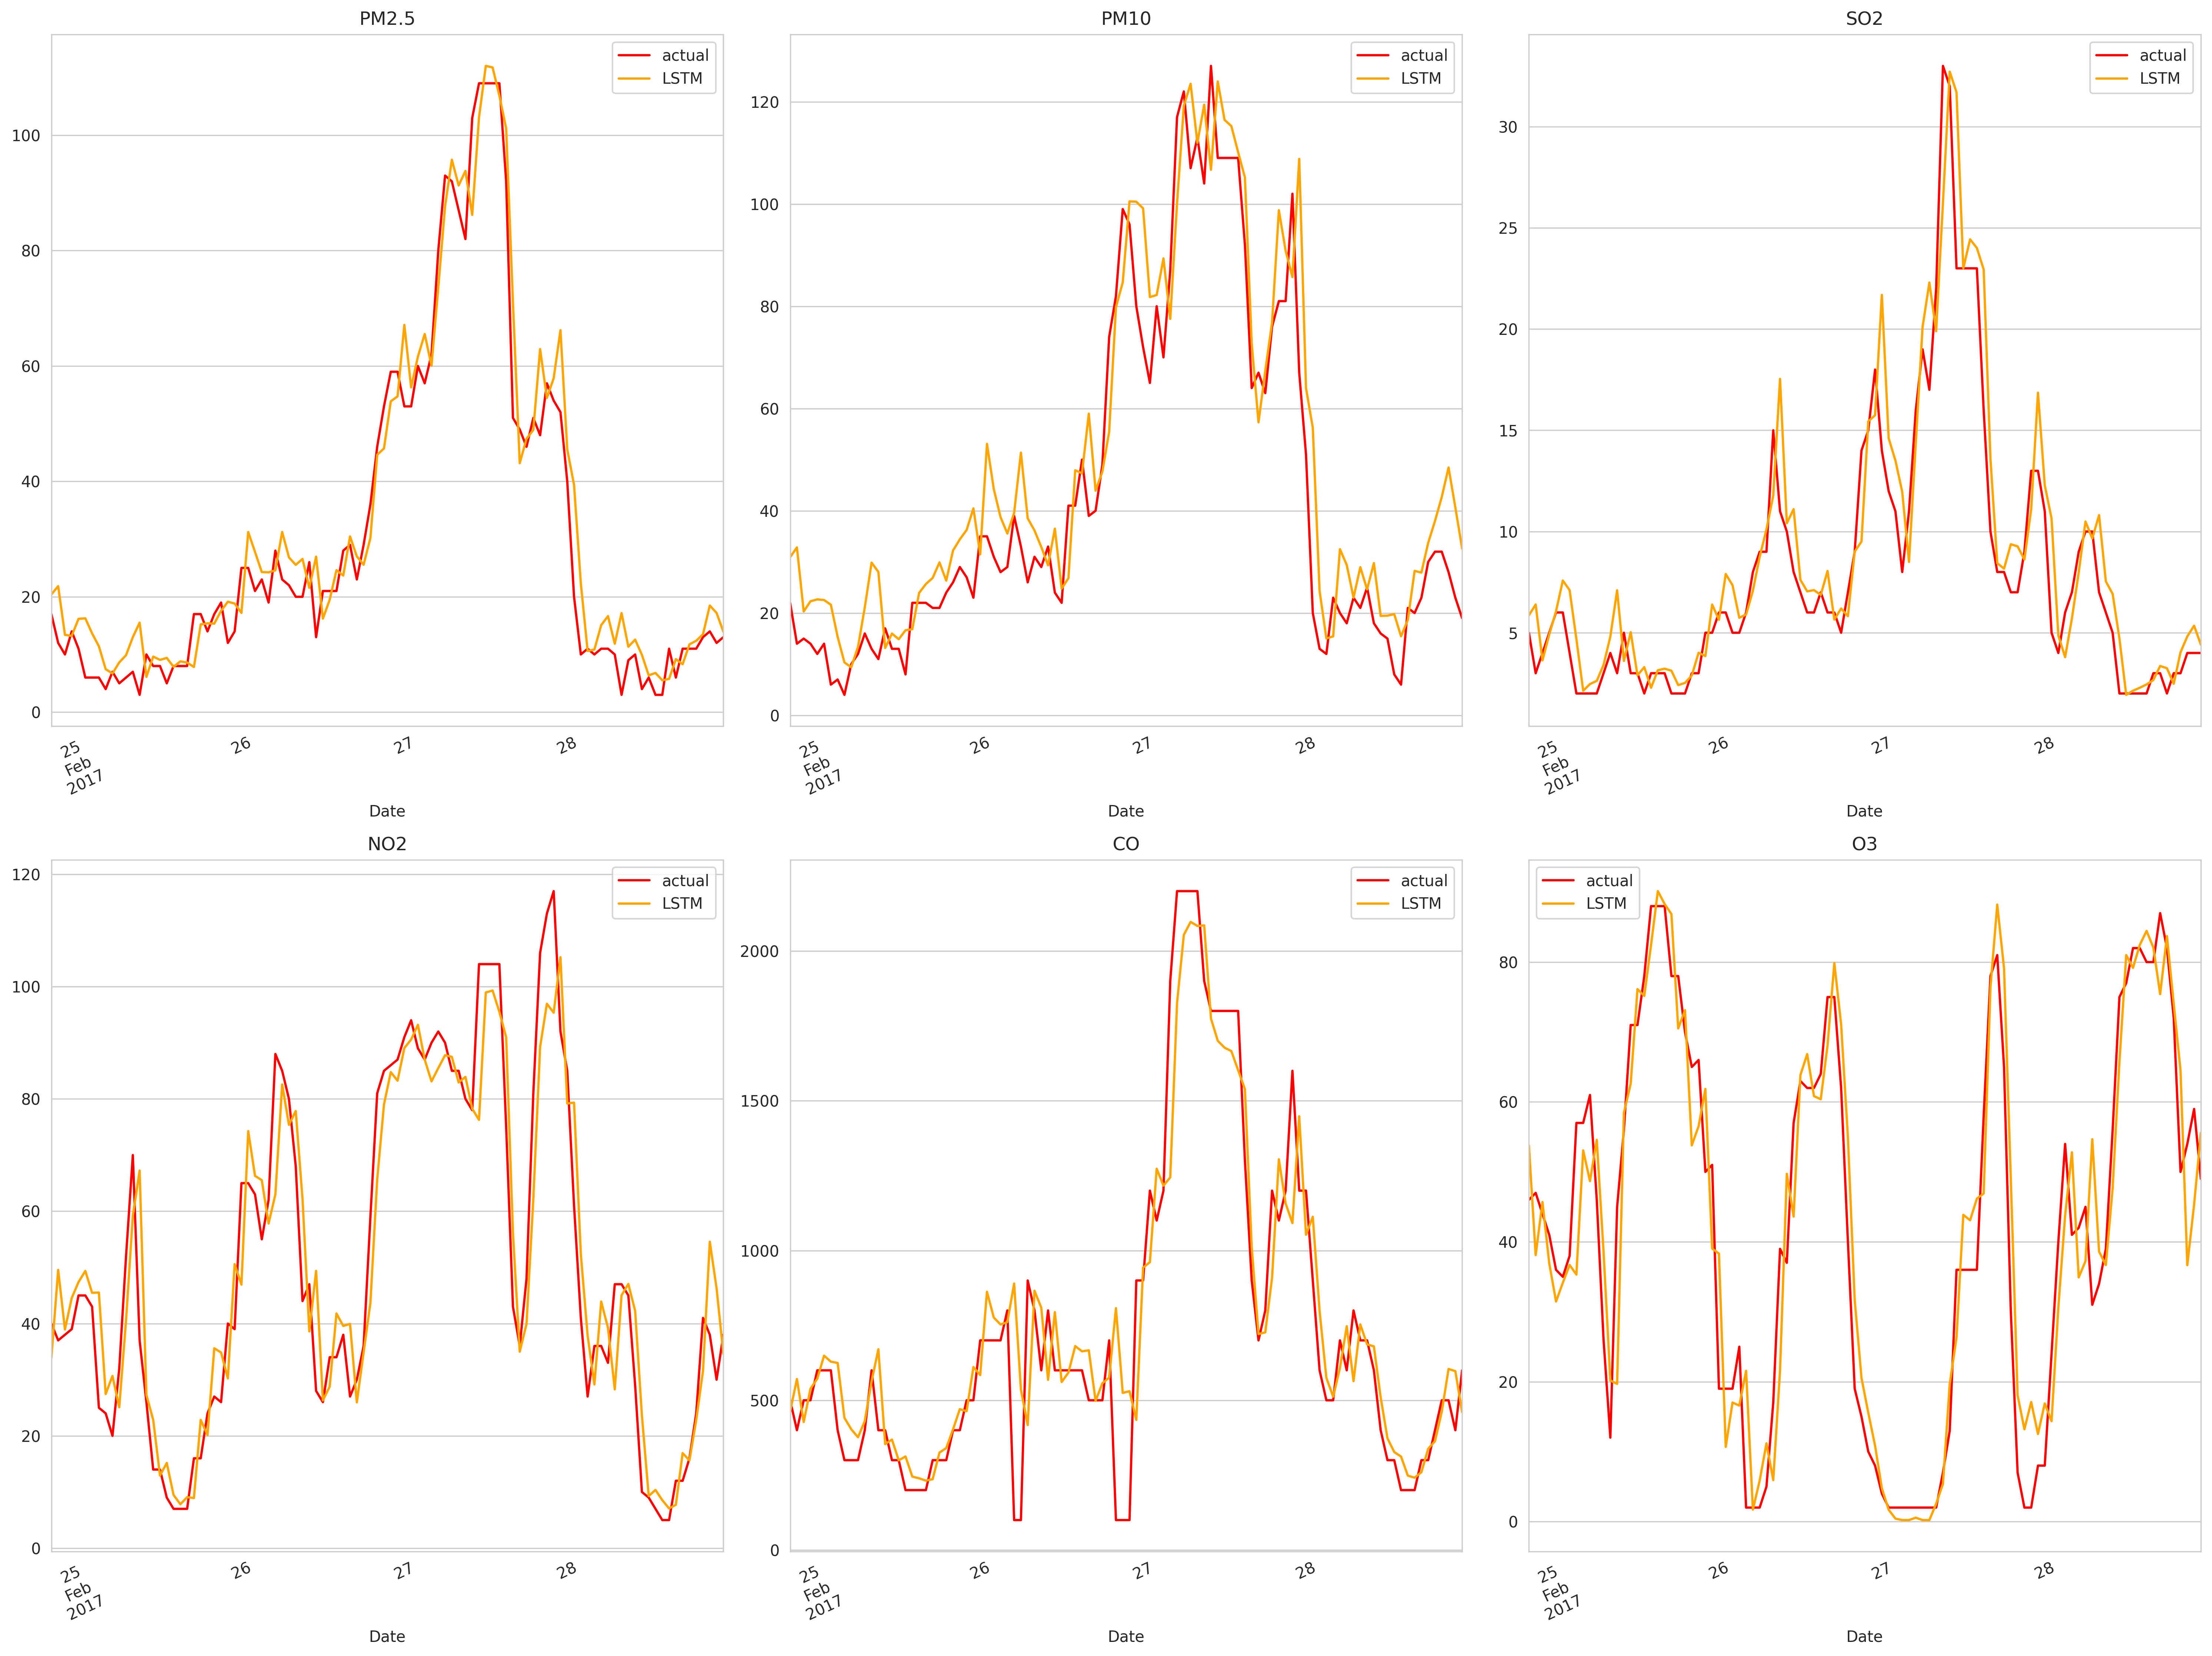 PM2.5
actual
LSTM
100
80
60
40
20
0
25
Feb
2017
26
27
28
Date
PM10
actual
LSTM
120
100
80
60
40
20
0
25
Feb
2017
26
27
28
Date
SO2
actual
LSTM
30
25
20
15
10
5
25
Feb
2017
26
27
28
Date
NO2
actual
LSTM
120
100
80
60
40
20
0
25
Feb
2017
26
27
28
Date
CO
actual
LSTM
2000
1500
1000
500
0
25
Feb
2017
26
27
28
Date
O3
actual
LSTM
80
60
40
20
0
25
Feb
2017
26
27
28
Date